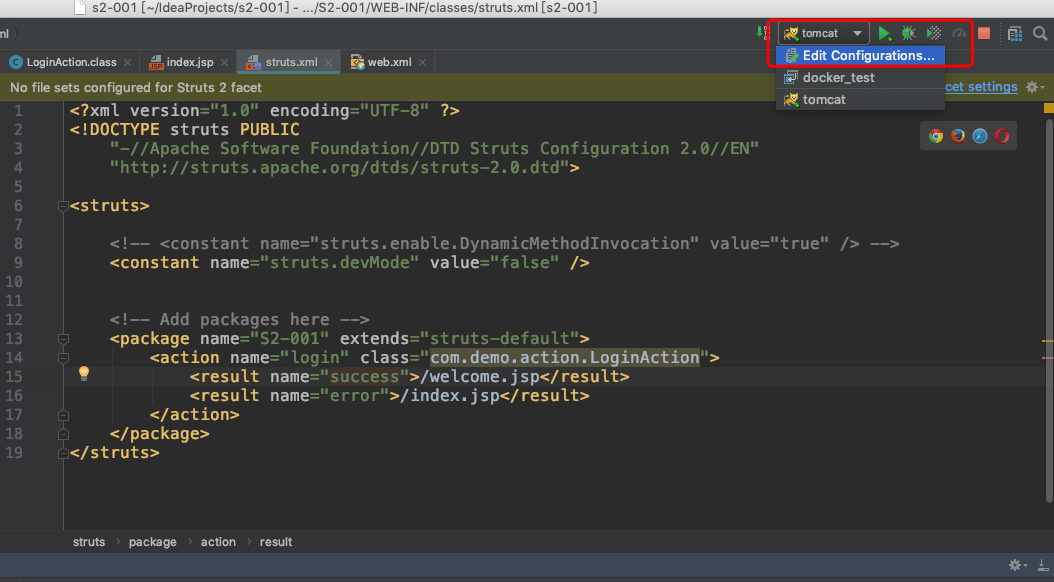 s2-001 [~/IdeaProjects/s2-001] - .../S2-001/WEB-INF/classes/struts.xml [s2-001]
ml
tomcat
LoginAction.class
index.jsp
struts.xml
web.xml
Edit Configurations...
docker_test
tomcat
No file sets configured for Struts 2 facet
cet settings
1 <?xml version="1.0" encoding="UTF-8" ?>
2 <!DOCTYPE struts PUBLIC
3 "-//Apache Software Foundation//DTD Struts Configuration 2.0//EN"
4 "http://struts.apache.org/dtds/struts-2.0.dtd">
5
6 <struts>
7
8 <!-- <constant name="struts.enable.DynamicMethodInvocation" value="true" /> -->
9 <constant name="struts.devMode" value="false" />
10
11
12 <!-- Add packages here -->
13 <package name="S2-001" extends="struts-default">
14 <action name="login" class="com.demo.action.LoginAction">
15 <result name="success">/welcome.jsp</result>
16 <result name="error">/index.jsp</result>
17 </action>
18 </package>
19 </struts>
struts › package › action › result